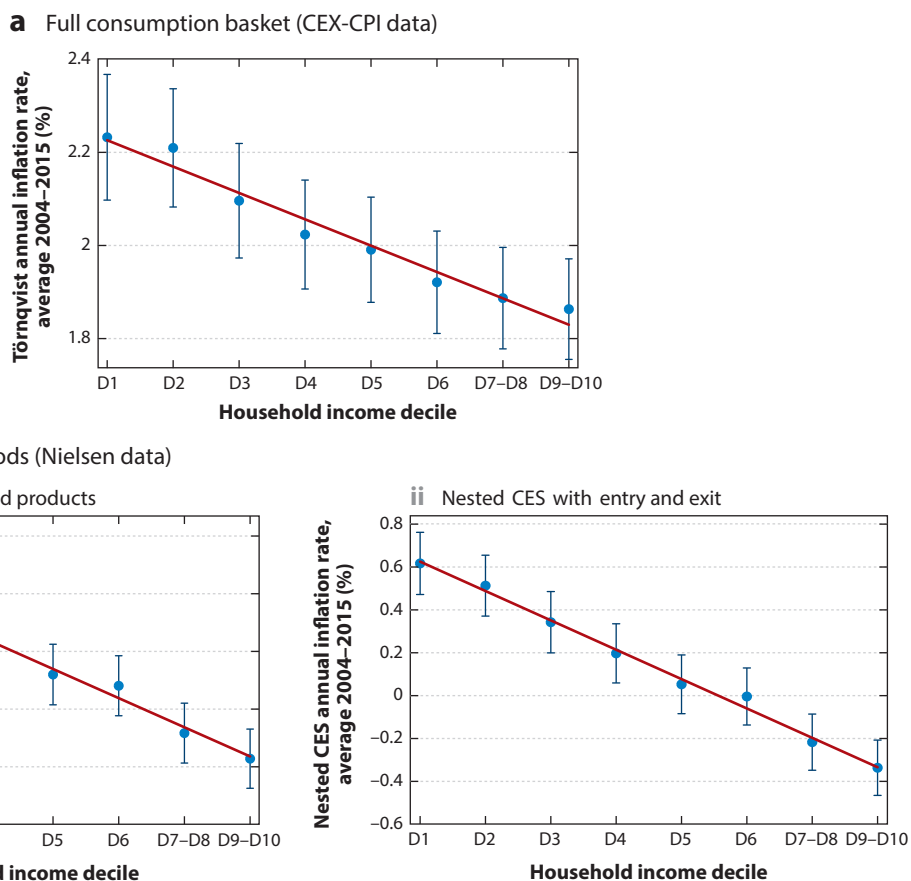 a Full consumption basket (CEX-CPI data)
Törnqvist annual inflation rate,
average 2004–2015 (%)
2.4
2.2
2
1.8
D1 D2 D3 D4 D5 D6 D7–D8 D9–D10
Household income decile
ods (Nielsen data)
d products
D5 D6 D7–D8 D9–D10
d income decile
ii Nested CES with entry and exit
Nested CES annual inflation rate,
average 2004–2015 (%)
0.8
0.6
0.4
0.2
0
−0.2
−0.4
−0.6
D1 D2 D3 D4 D5 D6 D7–D8 D9–D10
Household income decile